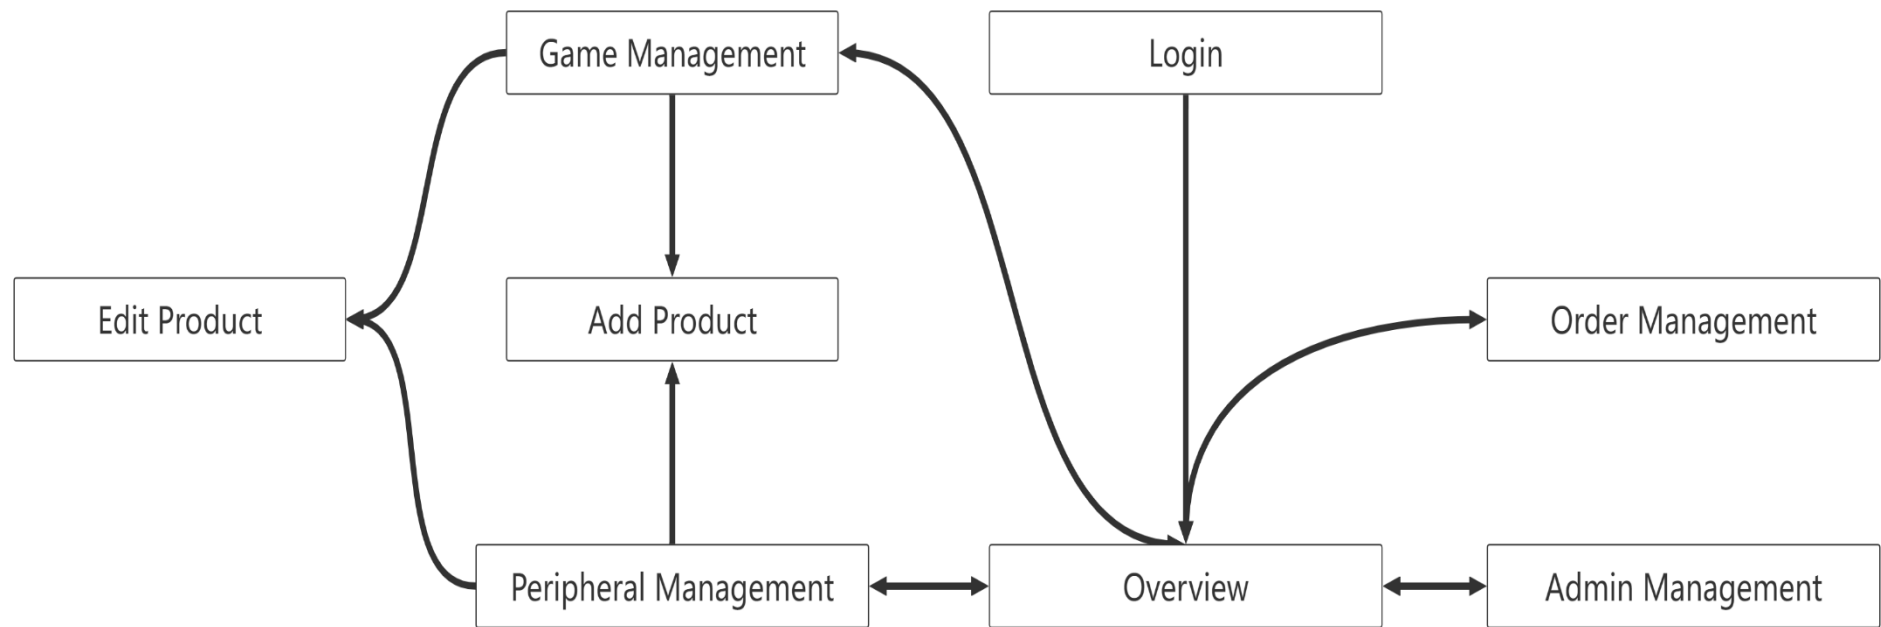 Game Management
Login
Edit Product
Add Product
Order Management
Peripheral Management
Overview
Admin Management